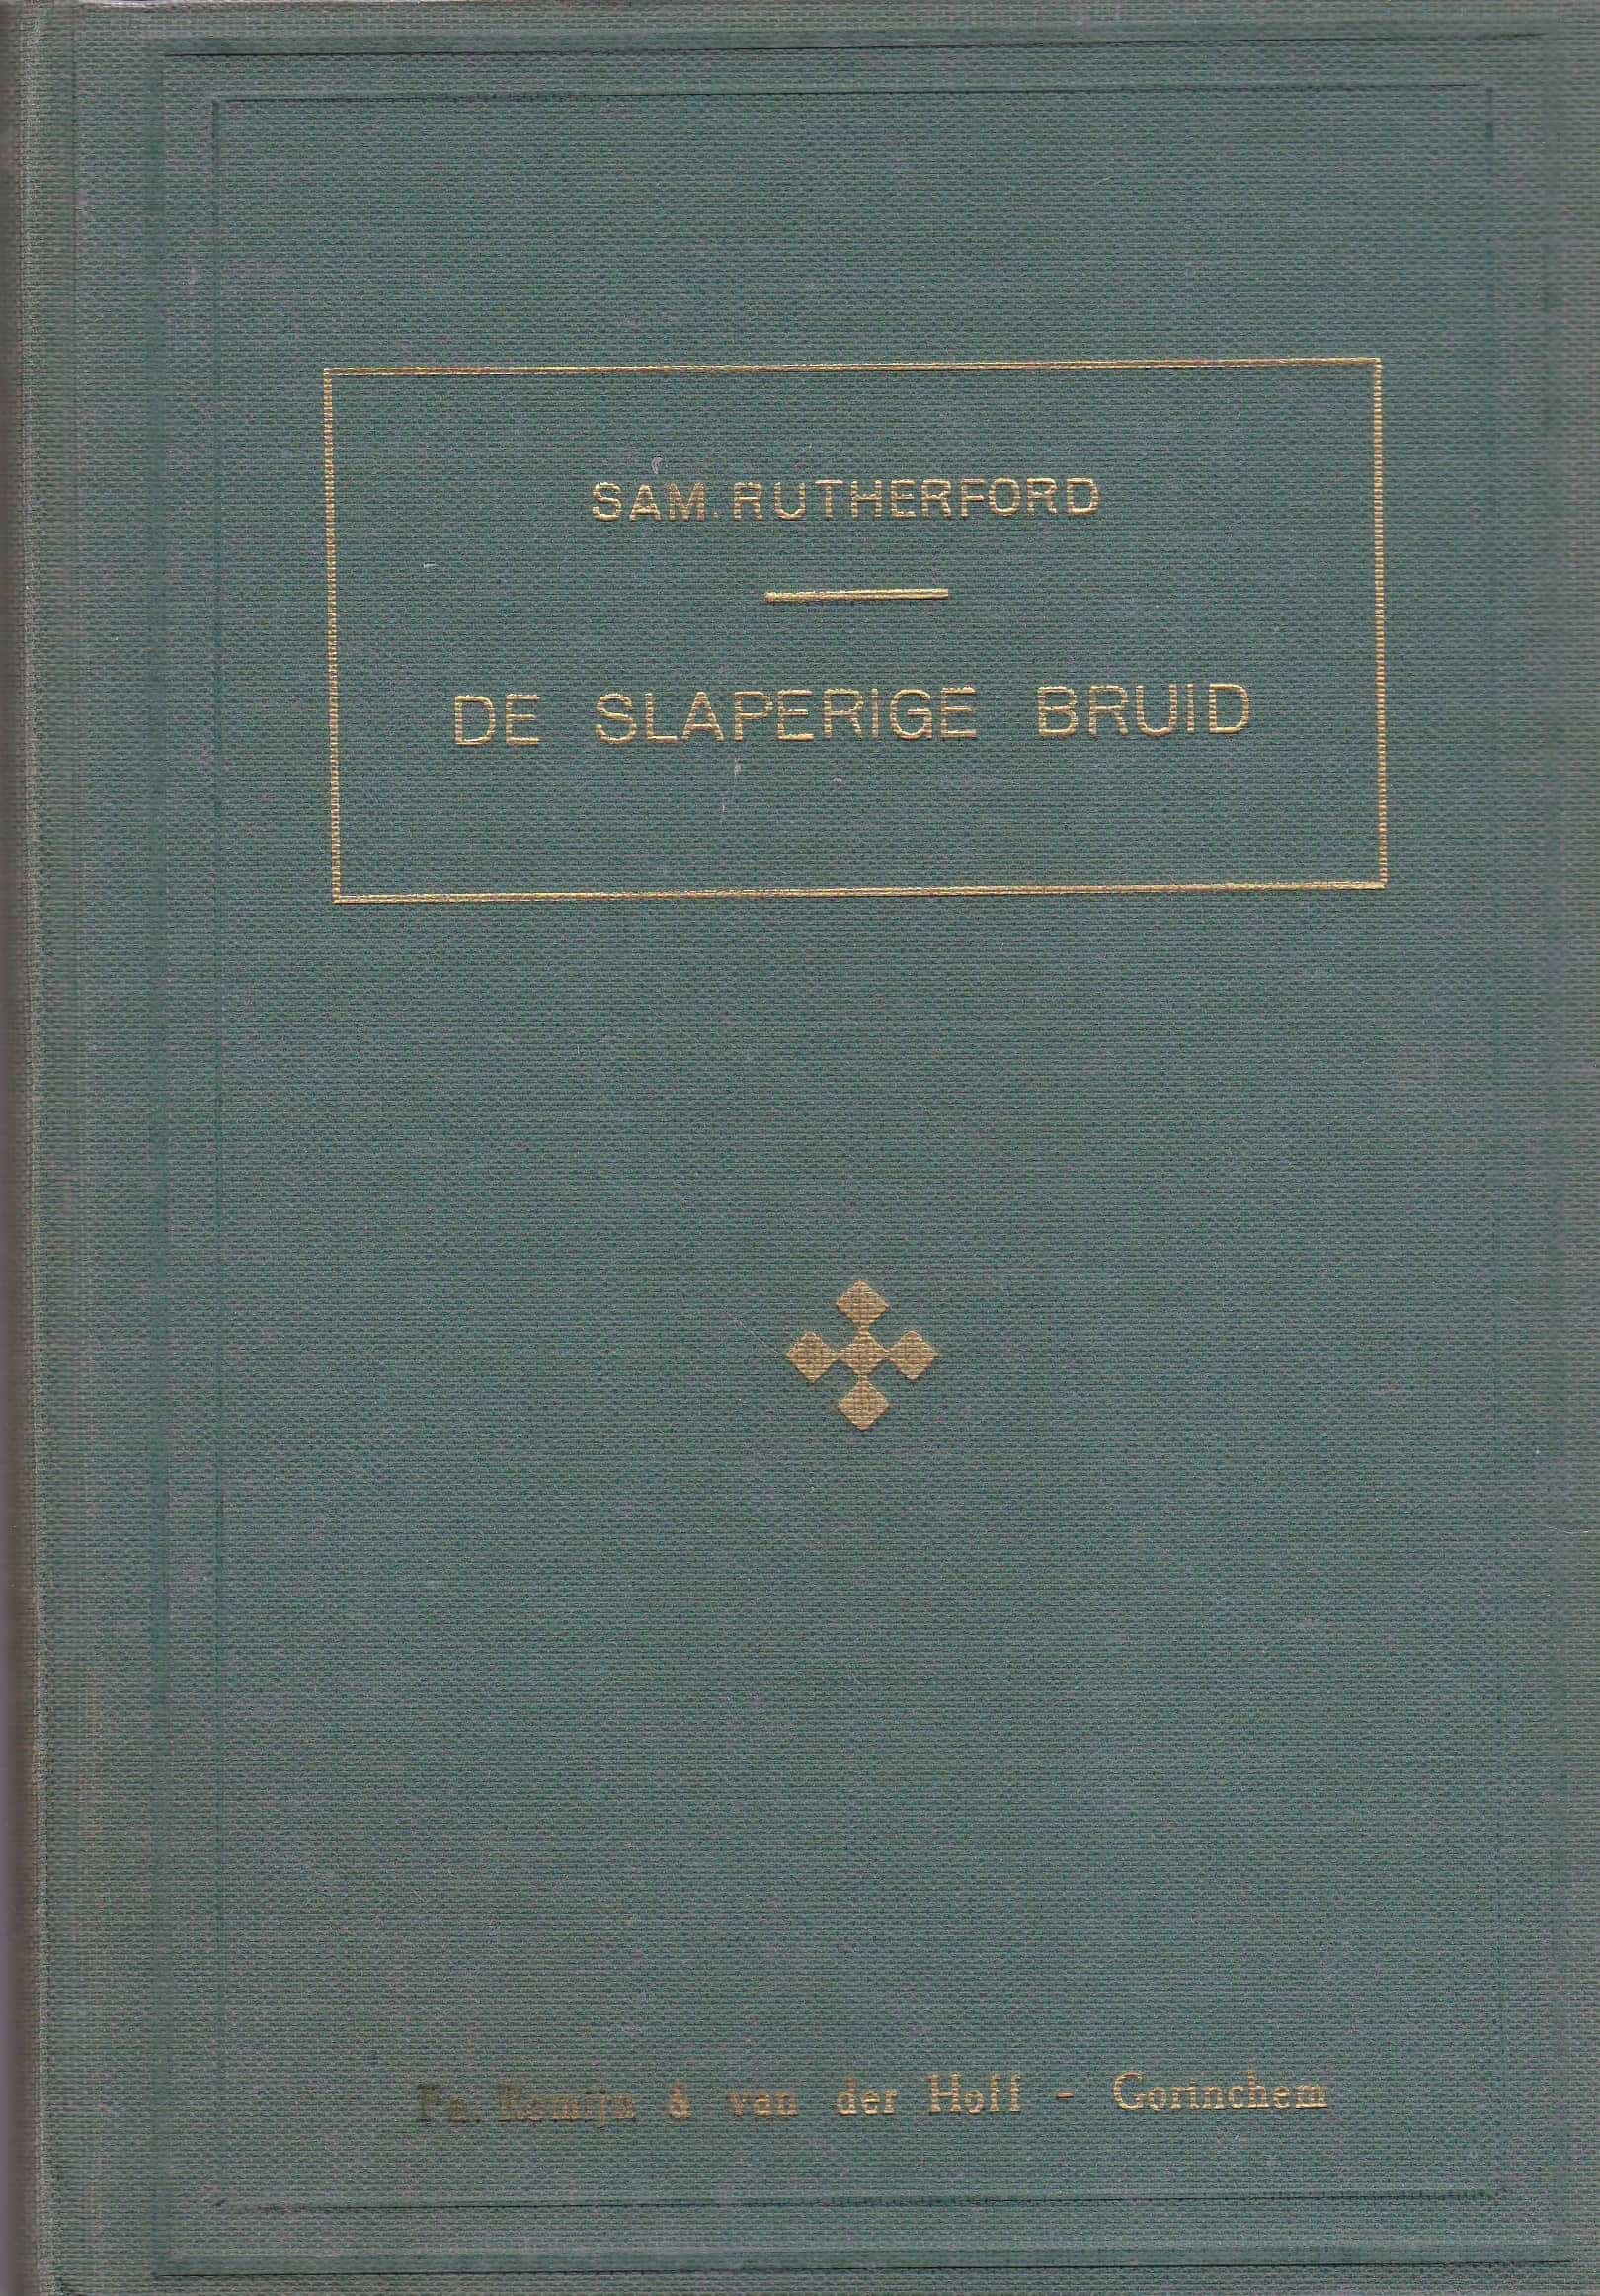 SAM. RUTHERFORD
DE SLAPERIGE BRUID
Fa. Romijn & van der Hoff - Gorinchem